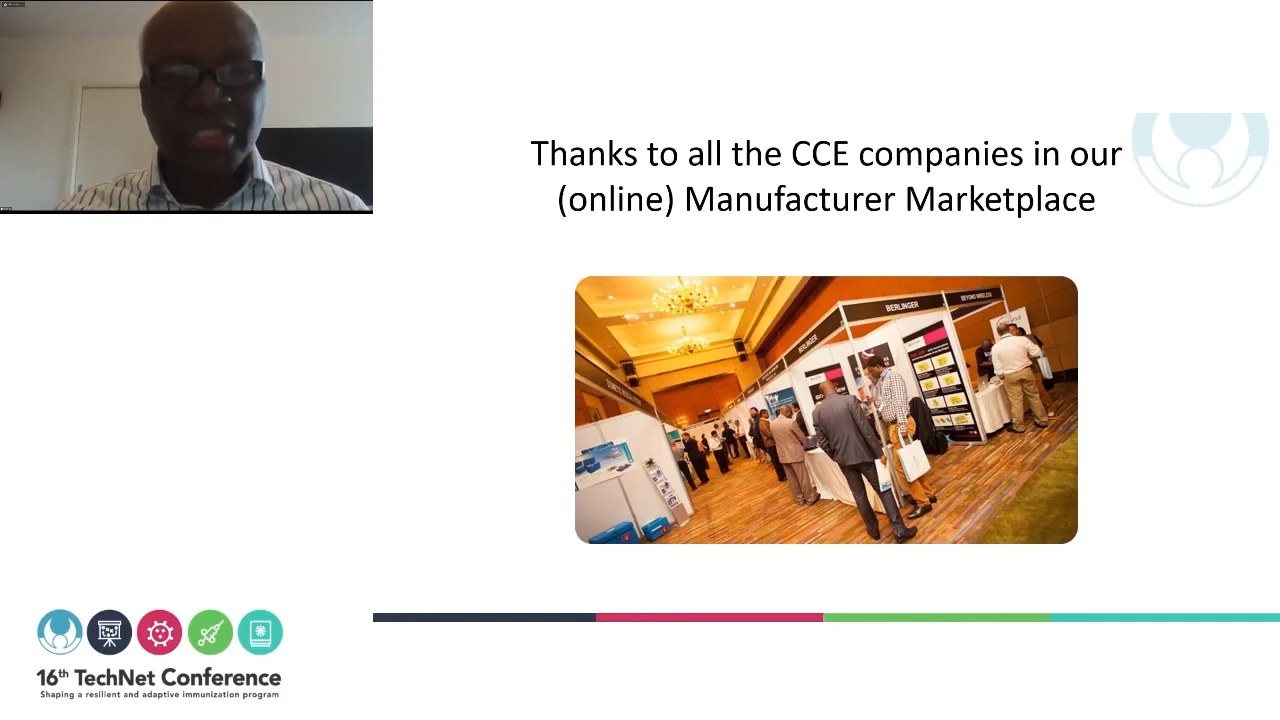 Thanks to all the CCE companies in our
(online) Manufacturer Marketplace
BERLINGER
BERLINGER
BEYOND WIRELESS
16th TechNet Conference
Shaping a resilient and adaptive immunization program